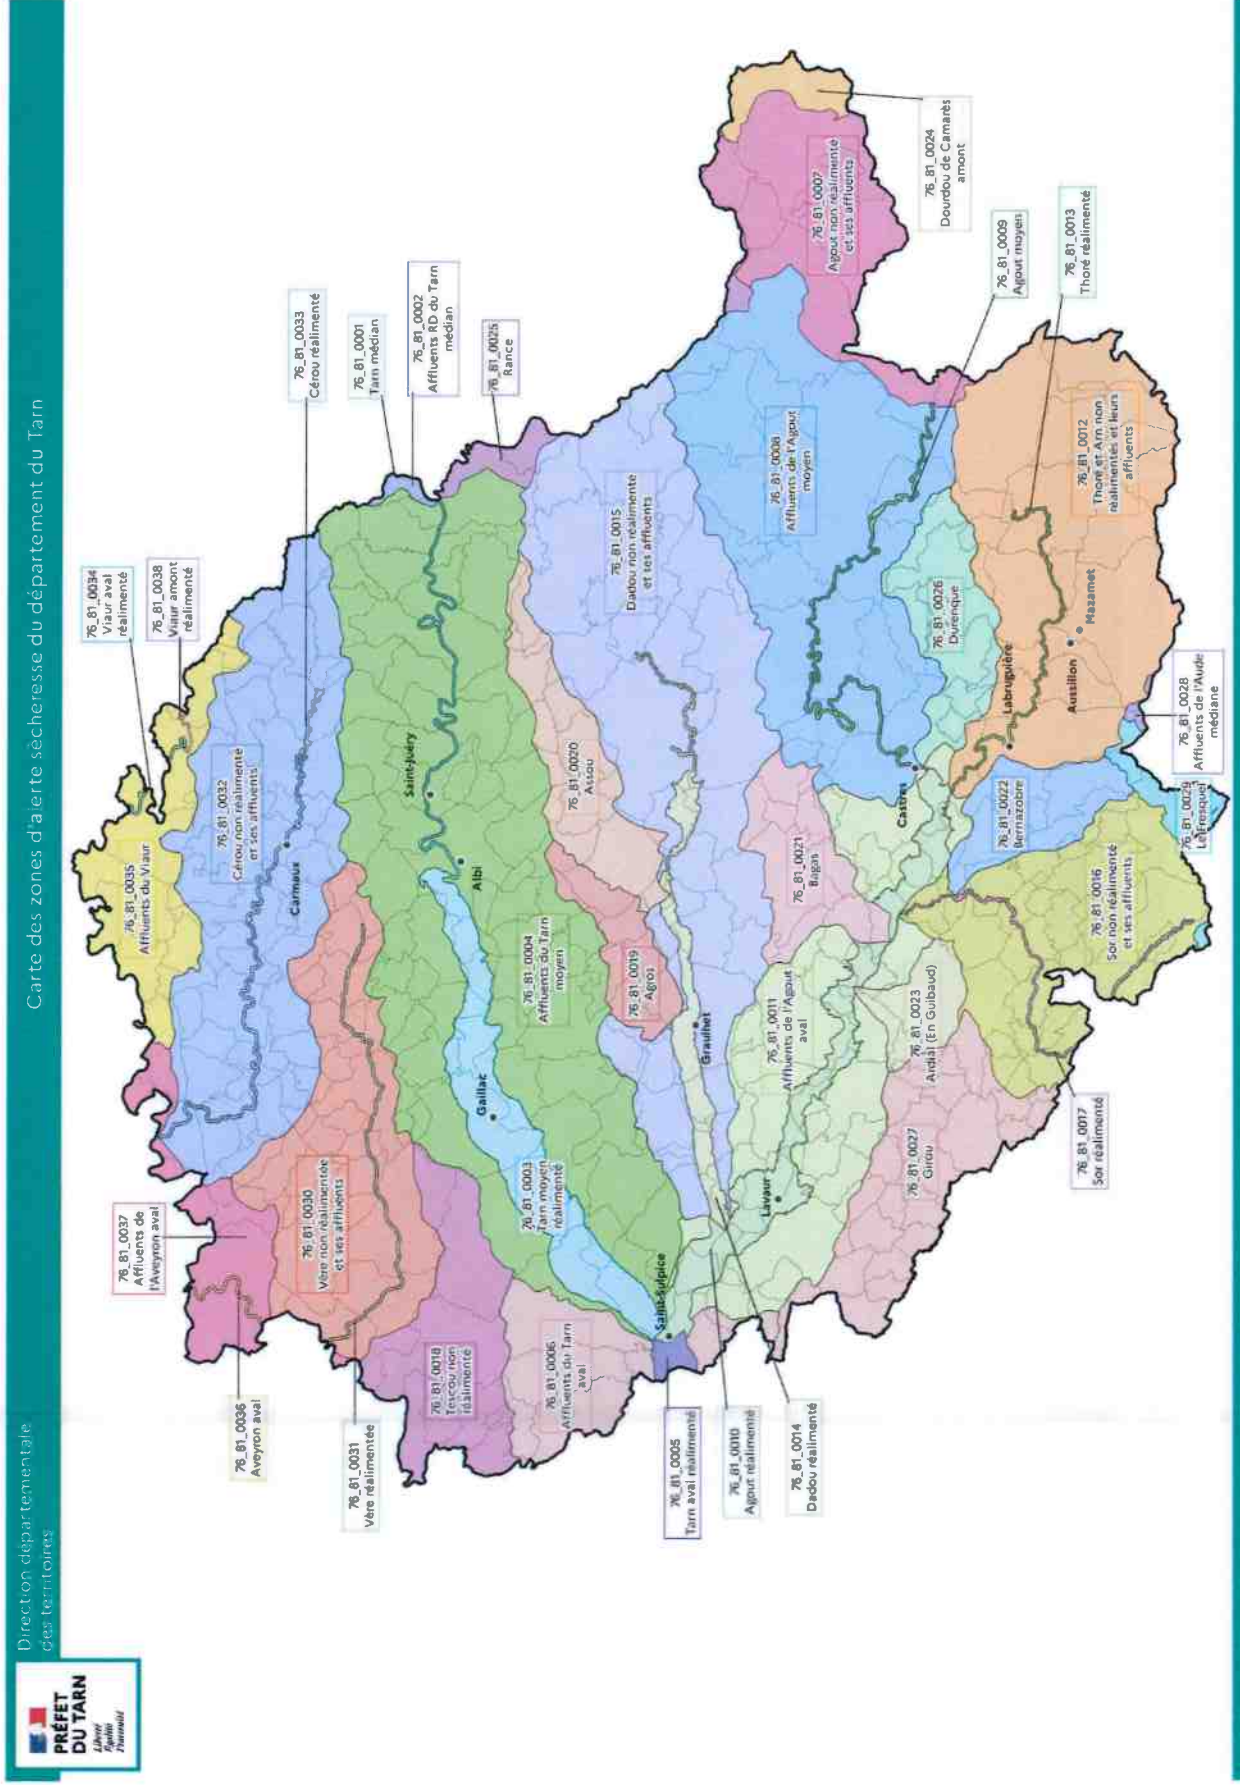 PRÉFET
DU TARN
Liberté
Égalité
Fraternité
Direction départementale
des territoires
Carte des zones d'alerte sècheresse du département du Tarn
76_81_0037
Affluents de
l'Aveyron aval
76_81_0035
Affluents du Viaur
76_81_0034
Viaur aval
réalimenté
76_81_0038
Viaur amont
réalimenté
76_81_0036
Aveyron aval
76_81_0032
Cérou non réalimenté
et ses affluents
76_81_0033
Cérou réalimenté
Carmaux
76_81_0030
Vère non réalimentée
et ses affluents
76_81_0031
Vère réalimentée
76_81_0001
Tarn médian
76_81_0002
Affluents RD du Tarn
médian
76_81_0025
Rance
Saint-Juéry
Albi
Gaillac
76_81_0018
Tescou non
réalimenté
76_81_0003
Tarn moyen
réalimenté
76_81_0004
Affluents du Tarn
moyen
76_81_0020
Assou
76_81_0015
Dadou non réalimenté
et ses affluents
76_81_0006
Affluents du Tarn
aval
76_81_0019
Agros
Saint-Sulpice
Graulhet
76_81_0005
Tarn aval réalimenté
76_81_0010
Agout réalimenté
76_81_0014
Dadou réalimenté
Lavaur
76_81_0011
Affluents de l'Agout
aval
76_81_0021
Bagas
76_81_0008
Affluents de l'Agout
moyen
76_81_0007
Agout non réalimenté
et ses affluents
76_81_0024
Dourdou de Camarès
amont
76_81_0027
Girou
76_81_0023
Ardial (En Guibaud)
Castres
76_81_0026
Durenque
76_81_0009
Agout moyen
76_81_0013
Thoré réalimenté
76_81_0022
Bernazobre
Labruguière
Aussillon
Mazamet
76_81_0012
Thoré et Arn non
réalimentés et leurs
affluents
76_81_0017
Sor réalimenté
76_81_0016
Sor non réalimenté
et ses affluents
76_81_0029
Le Fresquel
76_81_0028
Affluents de l'Aude
médiane